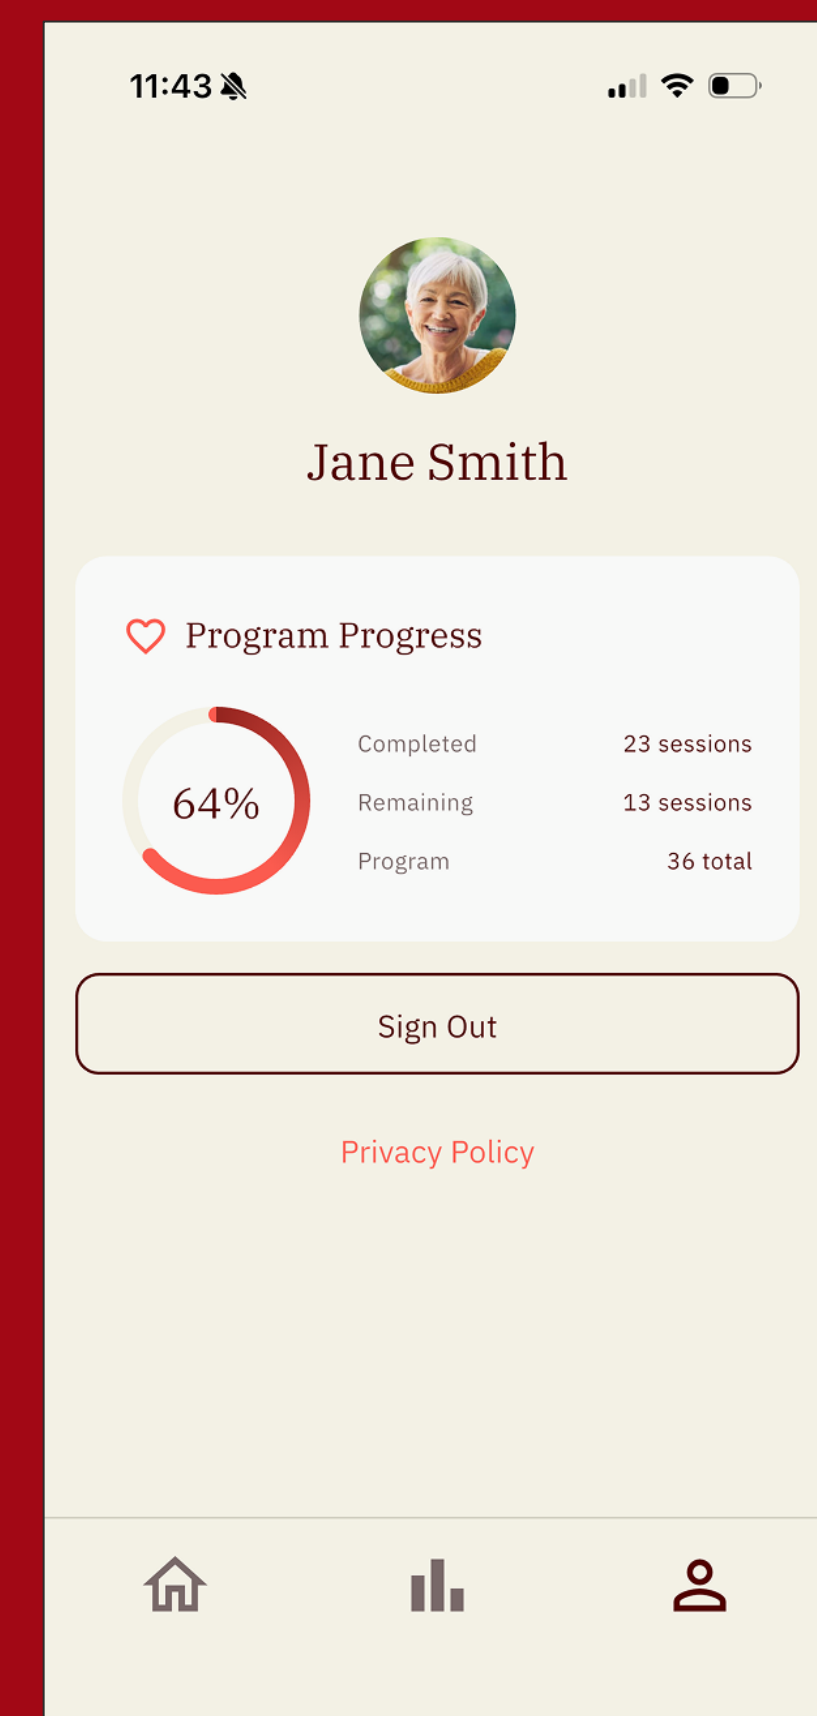 11:43
Jane Smith
Program Progress
64%
Completed 23 sessions
Remaining 13 sessions
Program 36 total
Sign Out
Privacy Policy